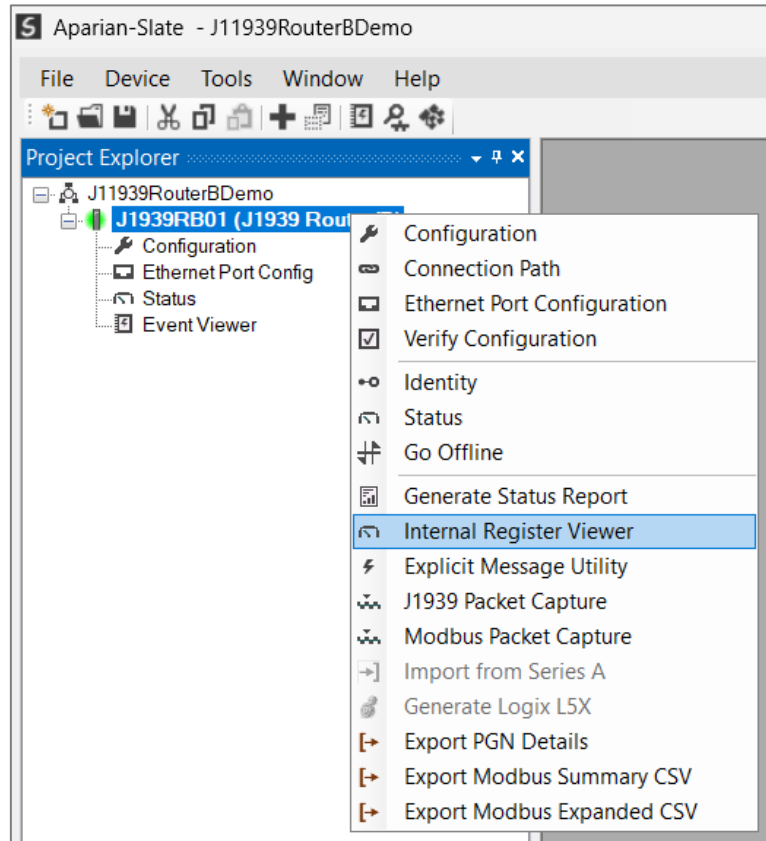 Aparian-Slate - J11939RouterBDemo
File Device Tools Window Help
Project Explorer
J11939RouterBDemo
J1939RB01 (J1939
Configuration
Ethernet Port Config
Status
Event Viewer
Configuration
Connection Path
Ethernet Port Configuration
Verify Configuration
Identity
Status
Go Offline
Generate Status Report
Internal Register Viewer
Explicit Message Utility
J1939 Packet Capture
Modbus Packet Capture
Import from Series A
Generate Logix L5X
Export PGN Details
Export Modbus Summary CSV
Export Modbus Expanded CSV